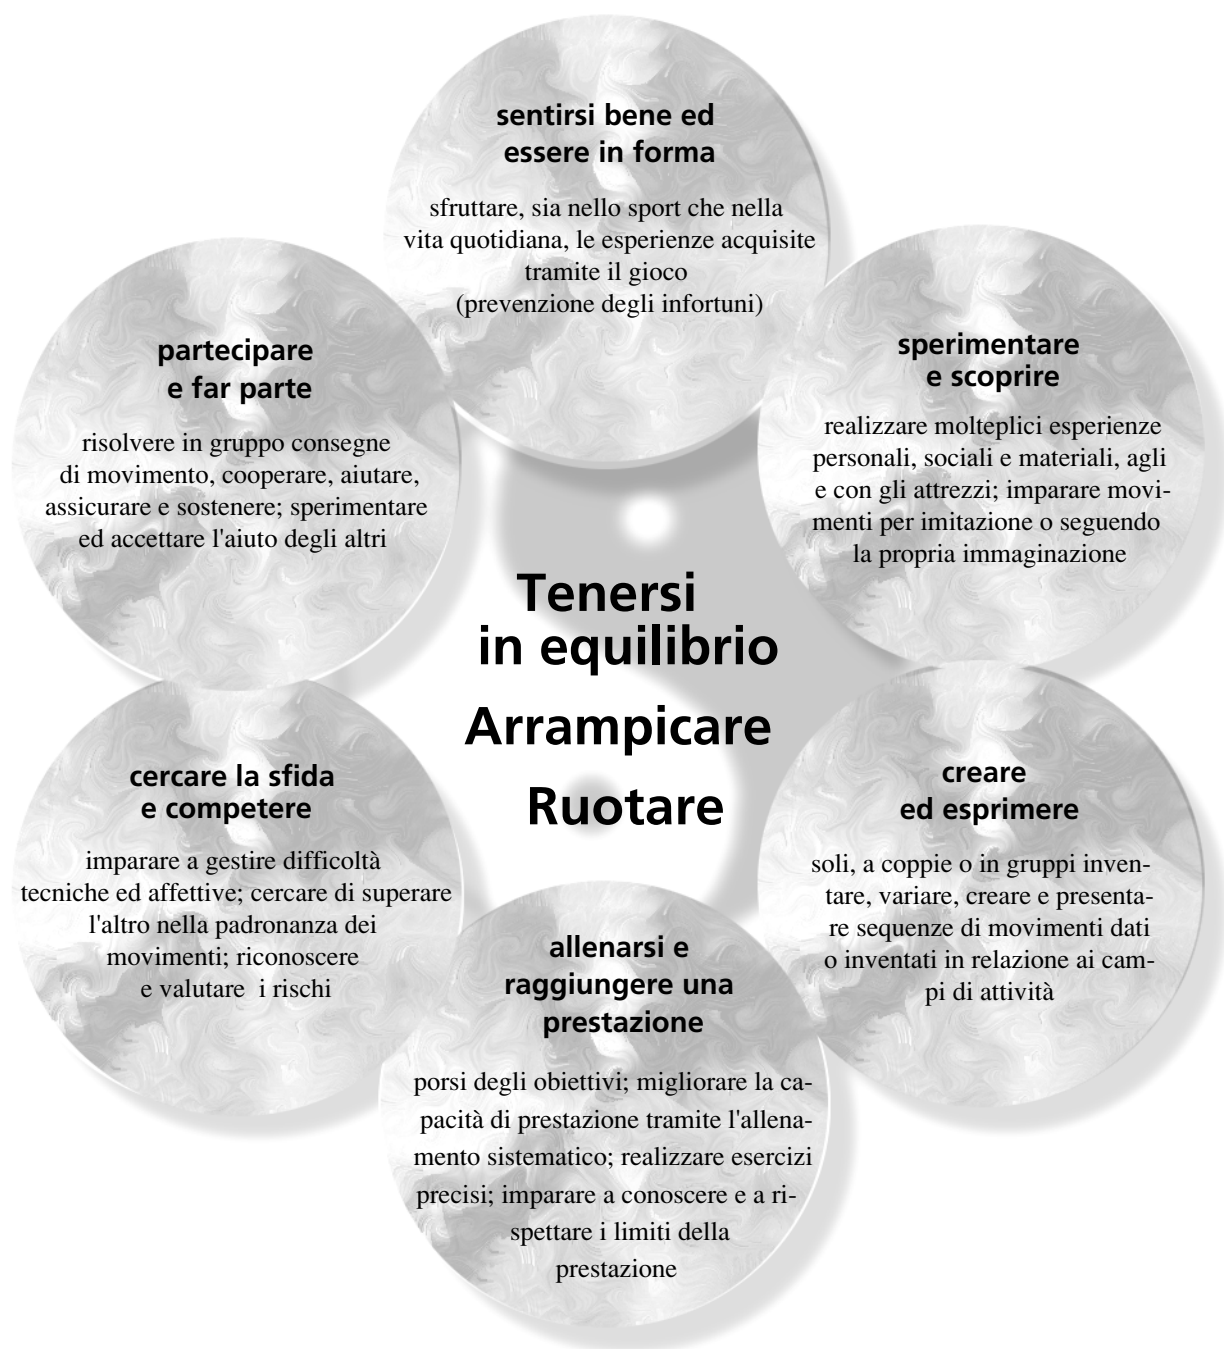 sentirsi bene ed
essere in forma
sfruttare, sia nello sport che nella
vita quotidiana, le esperienze acquisite
tramite il gioco
(prevenzione degli infortuni)
partecipare
e far parte
risolvere in gruppo consegne
di movimento, cooperare, aiutare,
assicurare e sostenere; sperimentare
ed accettare l'aiuto degli altri
sperimentare
e scoprire
realizzare molteplici esperienze
personali, sociali e materiali, agli
e con gli attrezzi; imparare movi-
menti per imitazione o seguendo
la propria immaginazione
Tenersi
in equilibrio
Arrampicare
Ruotare
cercare la sfida
e competere
imparare a gestire difficoltà
tecniche ed affettive; cercare di superare
l'altro nella padronanza dei
movimenti; riconoscere
e valutare  i rischi
creare
ed esprimere
soli, a coppie o in gruppi inven-
tare, variare, creare e presenta-
re sequenze di movimenti dati
o inventati in relazione ai cam-
pi di attività
allenarsi e
raggiungere una
prestazione
porsi degli obiettivi; migliorare la ca-
pacità di prestazione tramite l'allena-
mento sistematico; realizzare esercizi
precisi; imparare a conoscere e a ri-
spettare i limiti della
prestazione